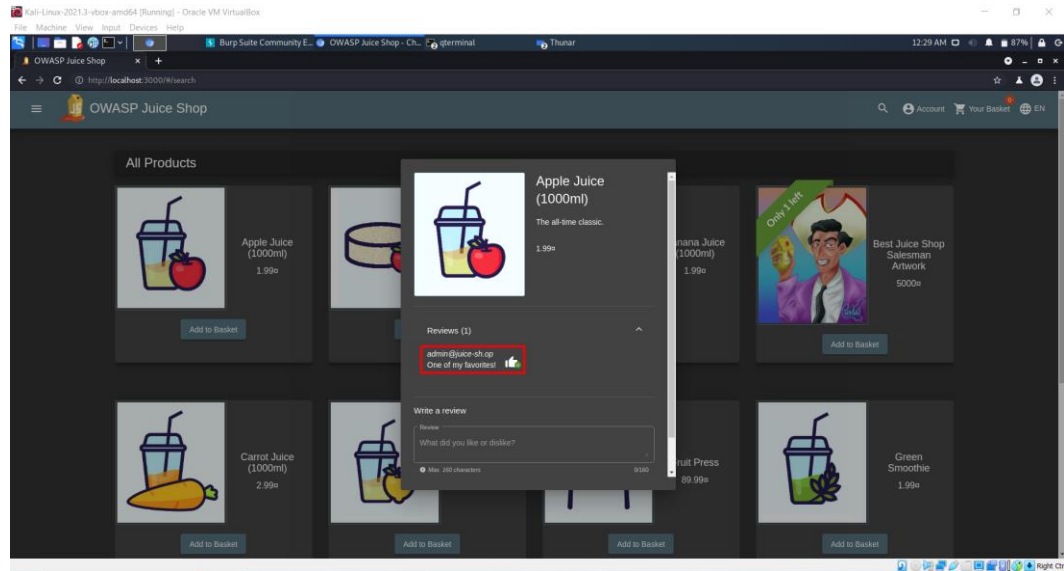 Kali-Linux-2021.3-vbox-amd64 [Running] - Oracle VM VirtualBox
File Machine View Input Devices Help
Burp Suite Community E... OWASP Juice Shop - Ch... qterminal Thunar 12:29 AM 87%
OWASP Juice Shop
http://localhost:3000/#/search
OWASP Juice Shop Account Your Basket 0 EN
All Products
Apple Juice
(1000ml)
1.99¤
Add to Basket
Apple Juice
(1000ml)
The all-time classic.
1.99¤
Reviews (1)
admin@juice-sh.op
One of my favorites!
Write a review
Review
What did you like or dislike?
Max. 160 characters 0/160
Juice
(1000ml)
1.99¤
Only 1 left
Best Juice Shop
Salesman
Artwork
5000¤
Add to Basket
Carrot Juice
(1000ml)
2.99¤
Add to Basket
Add to Basket
Press
89.99¤
Add to Basket
Green
Smoothie
1.99¤
Add to Basket
Right